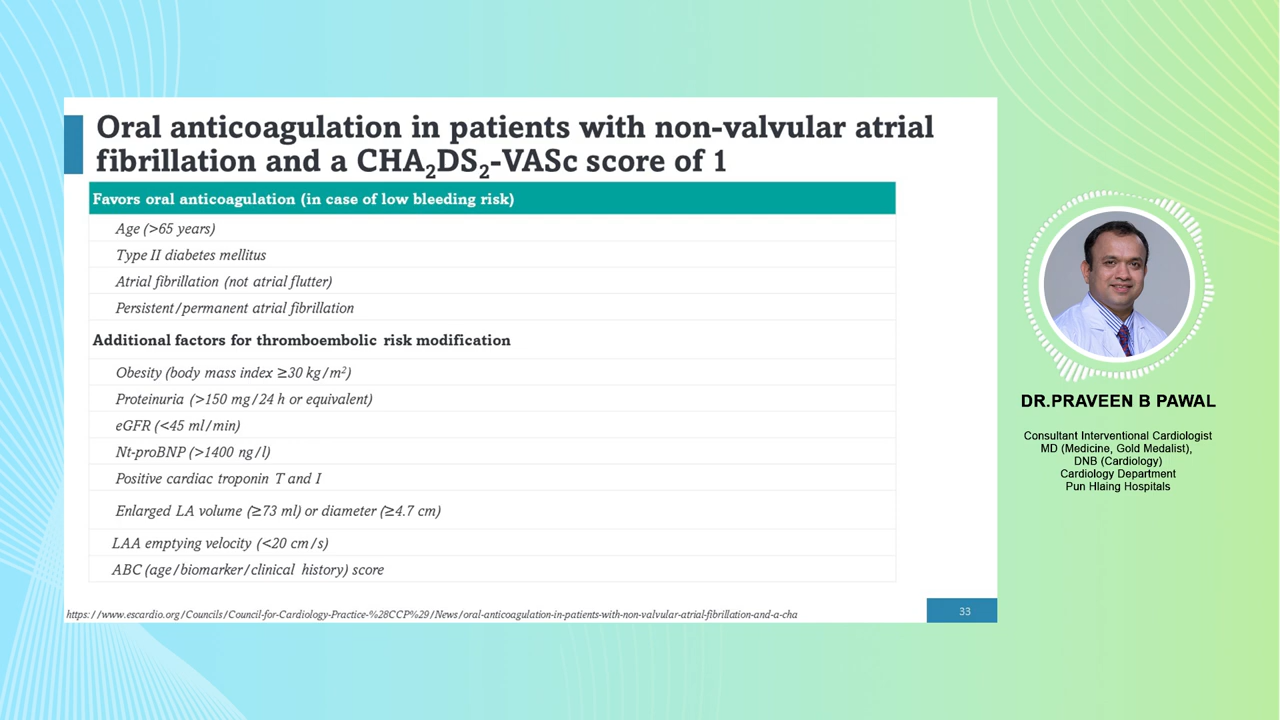 Oral anticoagulation in patients with non-valvular atrial
fibrillation and a CHA₂DS₂-VASc score of 1
Favors oral anticoagulation (in case of low bleeding risk)
Age (>65 years)
Type II diabetes mellitus
Atrial fibrillation (not atrial flutter)
Persistent/permanent atrial fibrillation
Additional factors for thromboembolic risk modification
Obesity (body mass index ≥30 kg/m²)
Proteinuria (>150 mg/24 h or equivalent)
eGFR (<45 ml/min)
Nt-proBNP (>1400 ng/l)
Positive cardiac troponin T and I
Enlarged LA volume (≥73 ml) or diameter (≥4.7 cm)
LAA emptying velocity (<20 cm/s)
ABC (age/biomarker/clinical history) score
https://www.escardio.org/Councils/Council-for-Cardiology-Practice-%28CCP%29/News/oral-anticoagulation-in-patients-with-non-valvular-atrial-fibrillation-and-a-cha
33
DR.PRAVEEN B PAWAL
Consultant Interventional Cardiologist
MD (Medicine, Gold Medalist),
DNB (Cardiology)
Cardiology Department
Pun Hlaing Hospitals